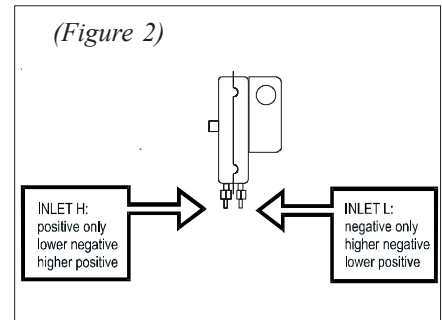 (Figure 2)
INLET H:
positive only
lower negative
higher positive
INLET L:
negative only
higher negative
lower positive